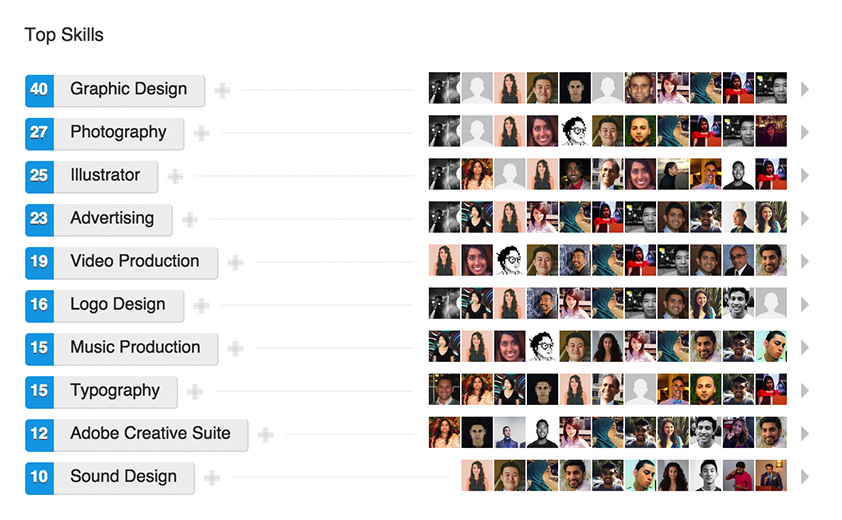 Top Skills
40 Graphic Design
27 Photography
25 Illustrator
23 Advertising
19 Video Production
16 Logo Design
15 Music Production
15 Typography
12 Adobe Creative Suite
10 Sound Design